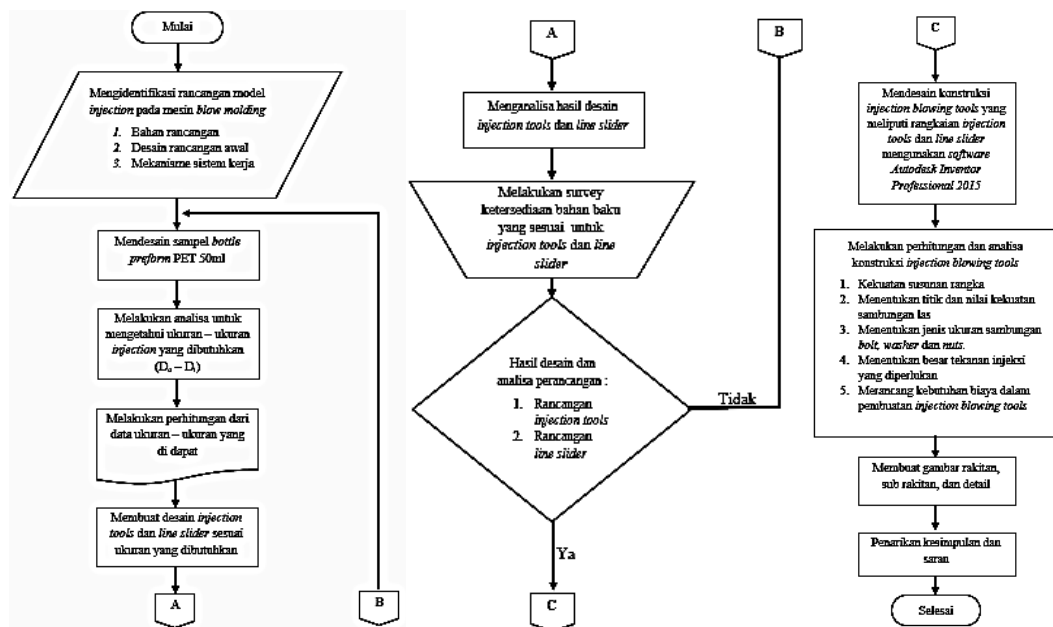 Mulai
Mengidentifikasi rancangan model
injection pada mesin blow molding
1. Bahan rancangan
2. Desain rancangan awal
3. Mekanisme sistem kerja
Mendesain sampel bottle
preform PET 50ml
Melakukan analisa untuk
mengetahui ukuran – ukuran
injection yang dibutuhkan
Melakukan perhitungan dari
data ukuran – ukuran yang
di dapat
Membuat desain injection
tools dan line slider sesuai
ukuran yang dibutuhkan
A
B
A
Menganalisa hasil desain
injection tools dan line slider
Melakukan survey
ketersediaan bahan baku
yang sesuai untuk
injection tools dan line
slider
Hasil desain dan
analisa perancangan :
1. Rancangan
injection tools
2. Rancangan
line slider
Tidak
Ya
C
B
C
Mendesain konstruksi
injection blowing tools yang
meliputi rangkaian injection
tools dan line slider
mengunakan software
Autodesk Inventor
Professional 2015
Melakukan perhitungan dan analisa
konstruksi injection blowing tools
1. Kekuatan susunan rangka
2. Menentukan titik dan nilai kekuatan
sambungan las
3. Menentukan jenis ukuran sambungan
bolt, washer dan nuts.
4. Menentukan besar tekanan injeksi
yang diperlukan
5. Merancang kebutuhan biaya dalam
pembuatan injection blowing tools
Membuat gambar rakitan,
sub rakitan, dan detail
Penarikan kesimpulan dan
saran
Selesai